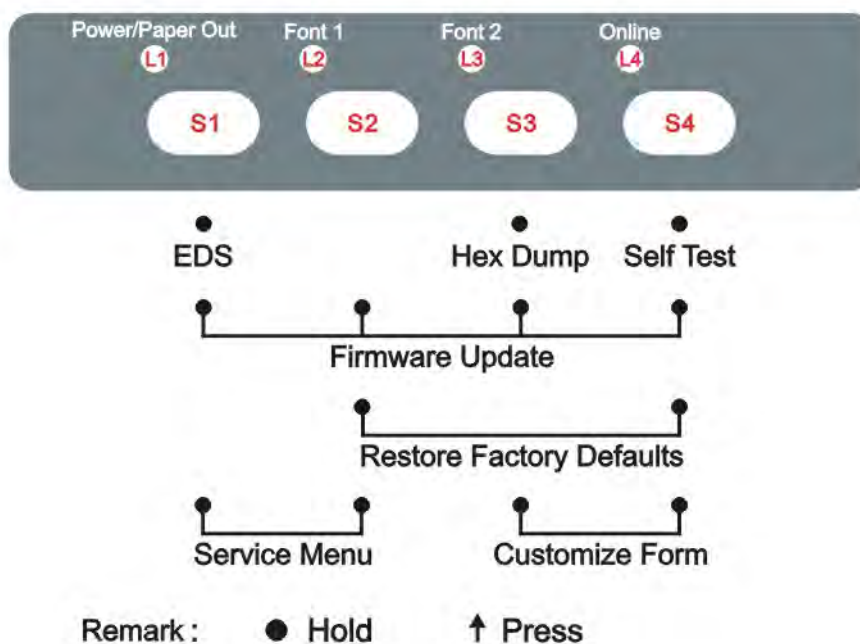 Power/Paper Out Font 1 Font 2 Online
L1 L2 L3 L4
S1 S2 S3 S4
EDS Hex Dump Self Test
Firmware Update
Restore Factory Defaults
Service Menu Customize Form
Remark : ● Hold ↑ Press